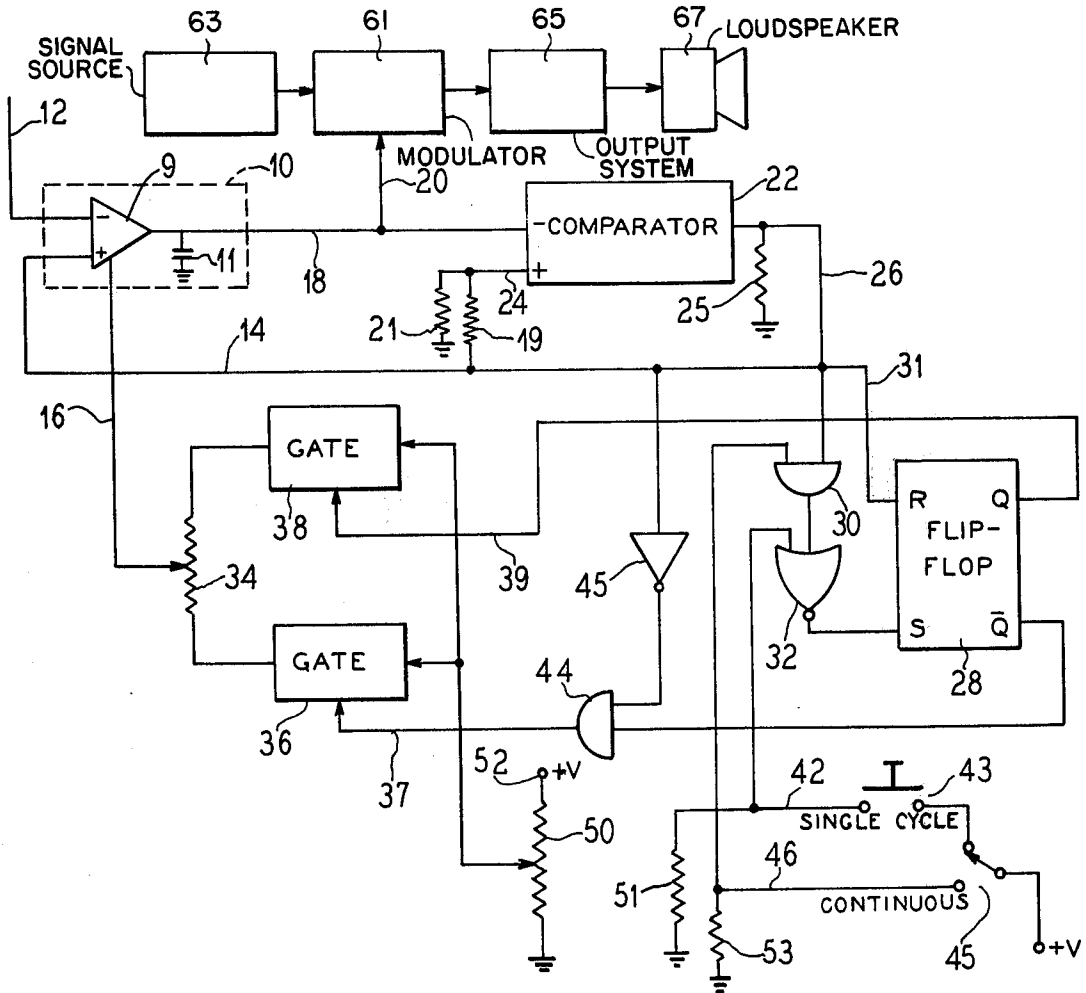 63
61
65
67
LOUDSPEAKER
SIGNAL
SOURCE
12
MODULATOR
OUTPUT
SYSTEM
9
10
20
22
-
+
11
18
-COMPARATOR
+
24
26
25
21
19
14
31
16
GATE
38
30
R
Q
FLIP-
FLOP
39
45
34
32
S
Q̅
28
GATE
36
44
37
52
+V
50
42
43
SINGLE CYCLE
51
46
CONTINUOUS
45
53
+V